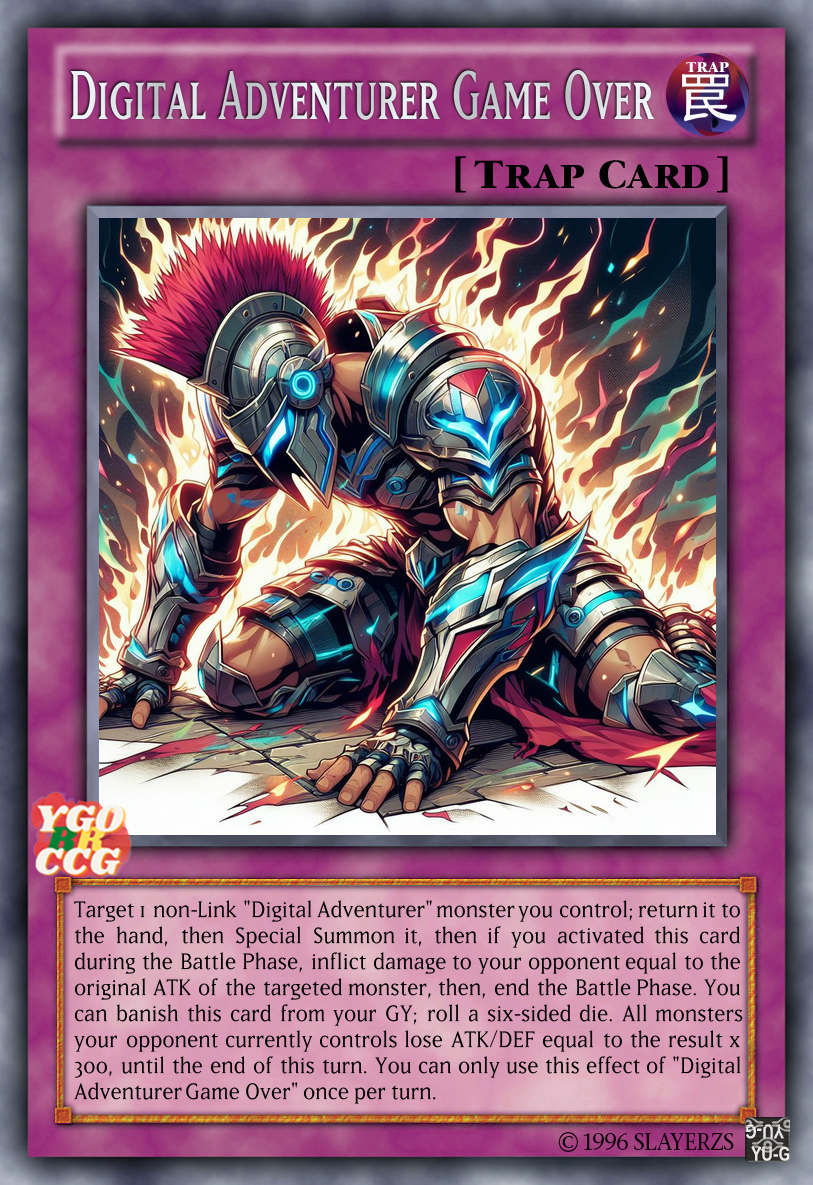 Digital Adventurer Game Over
TRAP
罠
[Trap Card]
YGO
BR
CCG
Target 1 non-Link "Digital Adventurer" monster you control; return it to
the hand, then Special Summon it, then if you activated this card
during the Battle Phase, inflict damage to your opponent equal to the
original ATK of the targeted monster, then, end the Battle Phase. You
can banish this card from your GY; roll a six-sided die. All monsters
your opponent currently controls lose ATK/DEF equal to the result x
300, until the end of this turn. You can only use this effect of "Digital
Adventurer Game Over" once per turn.
© 1996 SLAYERZS
YU-G